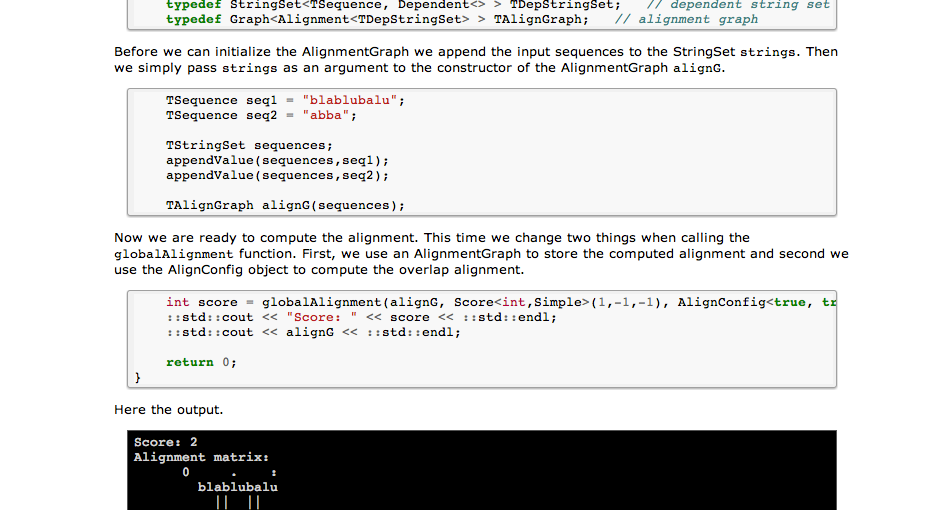 typedef StringSet<TSequence, Dependent<> > TDepStringSet;   // dependent string set
typedef Graph<Alignment<TDepStringSet> > TAlignGraph;   // alignment graph
Before we can initialize the AlignmentGraph we append the input sequences to the StringSet strings. Then
we simply pass strings as an argument to the constructor of the AlignmentGraph alignG.
TSequence seq1 = "blablubalu";
TSequence seq2 = "abba";
TStringSet sequences;
appendValue(sequences,seq1);
appendValue(sequences,seq2);
TAlignGraph alignG(sequences);
Now we are ready to compute the alignment. This time we change two things when calling the
globalAlignment function. First, we use an AlignmentGraph to store the computed alignment and second we
use the AlignConfig object to compute the overlap alignment.
int score = globalAlignment(alignG, Score<int,Simple>(1,-1,-1), AlignConfig<true, tr
::std::cout << "Score: " << score << ::std::endl;
::std::cout << alignG << ::std::endl;
return 0;
}
Here the output.
Score: 2
Alignment matrix:
0     .    :
blablubalu
||  ||